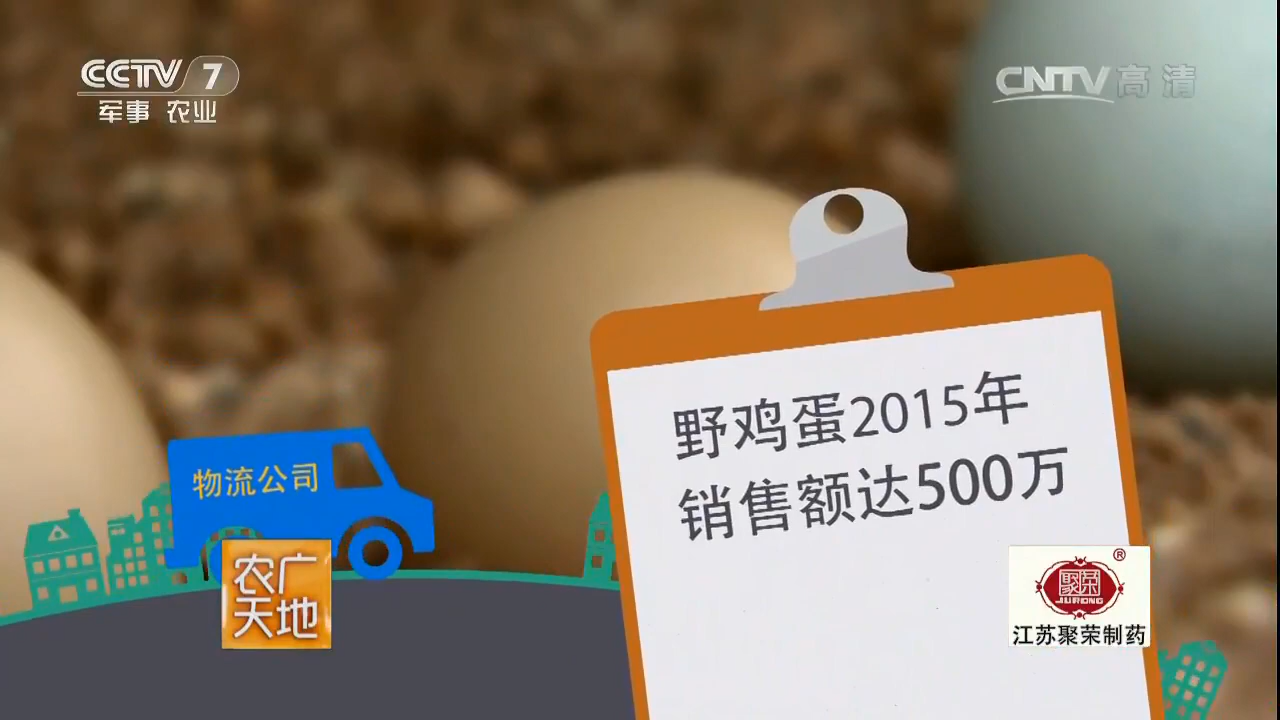 CCTV 7
军事 农业
CNTV高清
野鸡蛋2015年
销售额达500万
物流公司
农广
天地
聚荣
JURONG
®
江苏聚荣制药